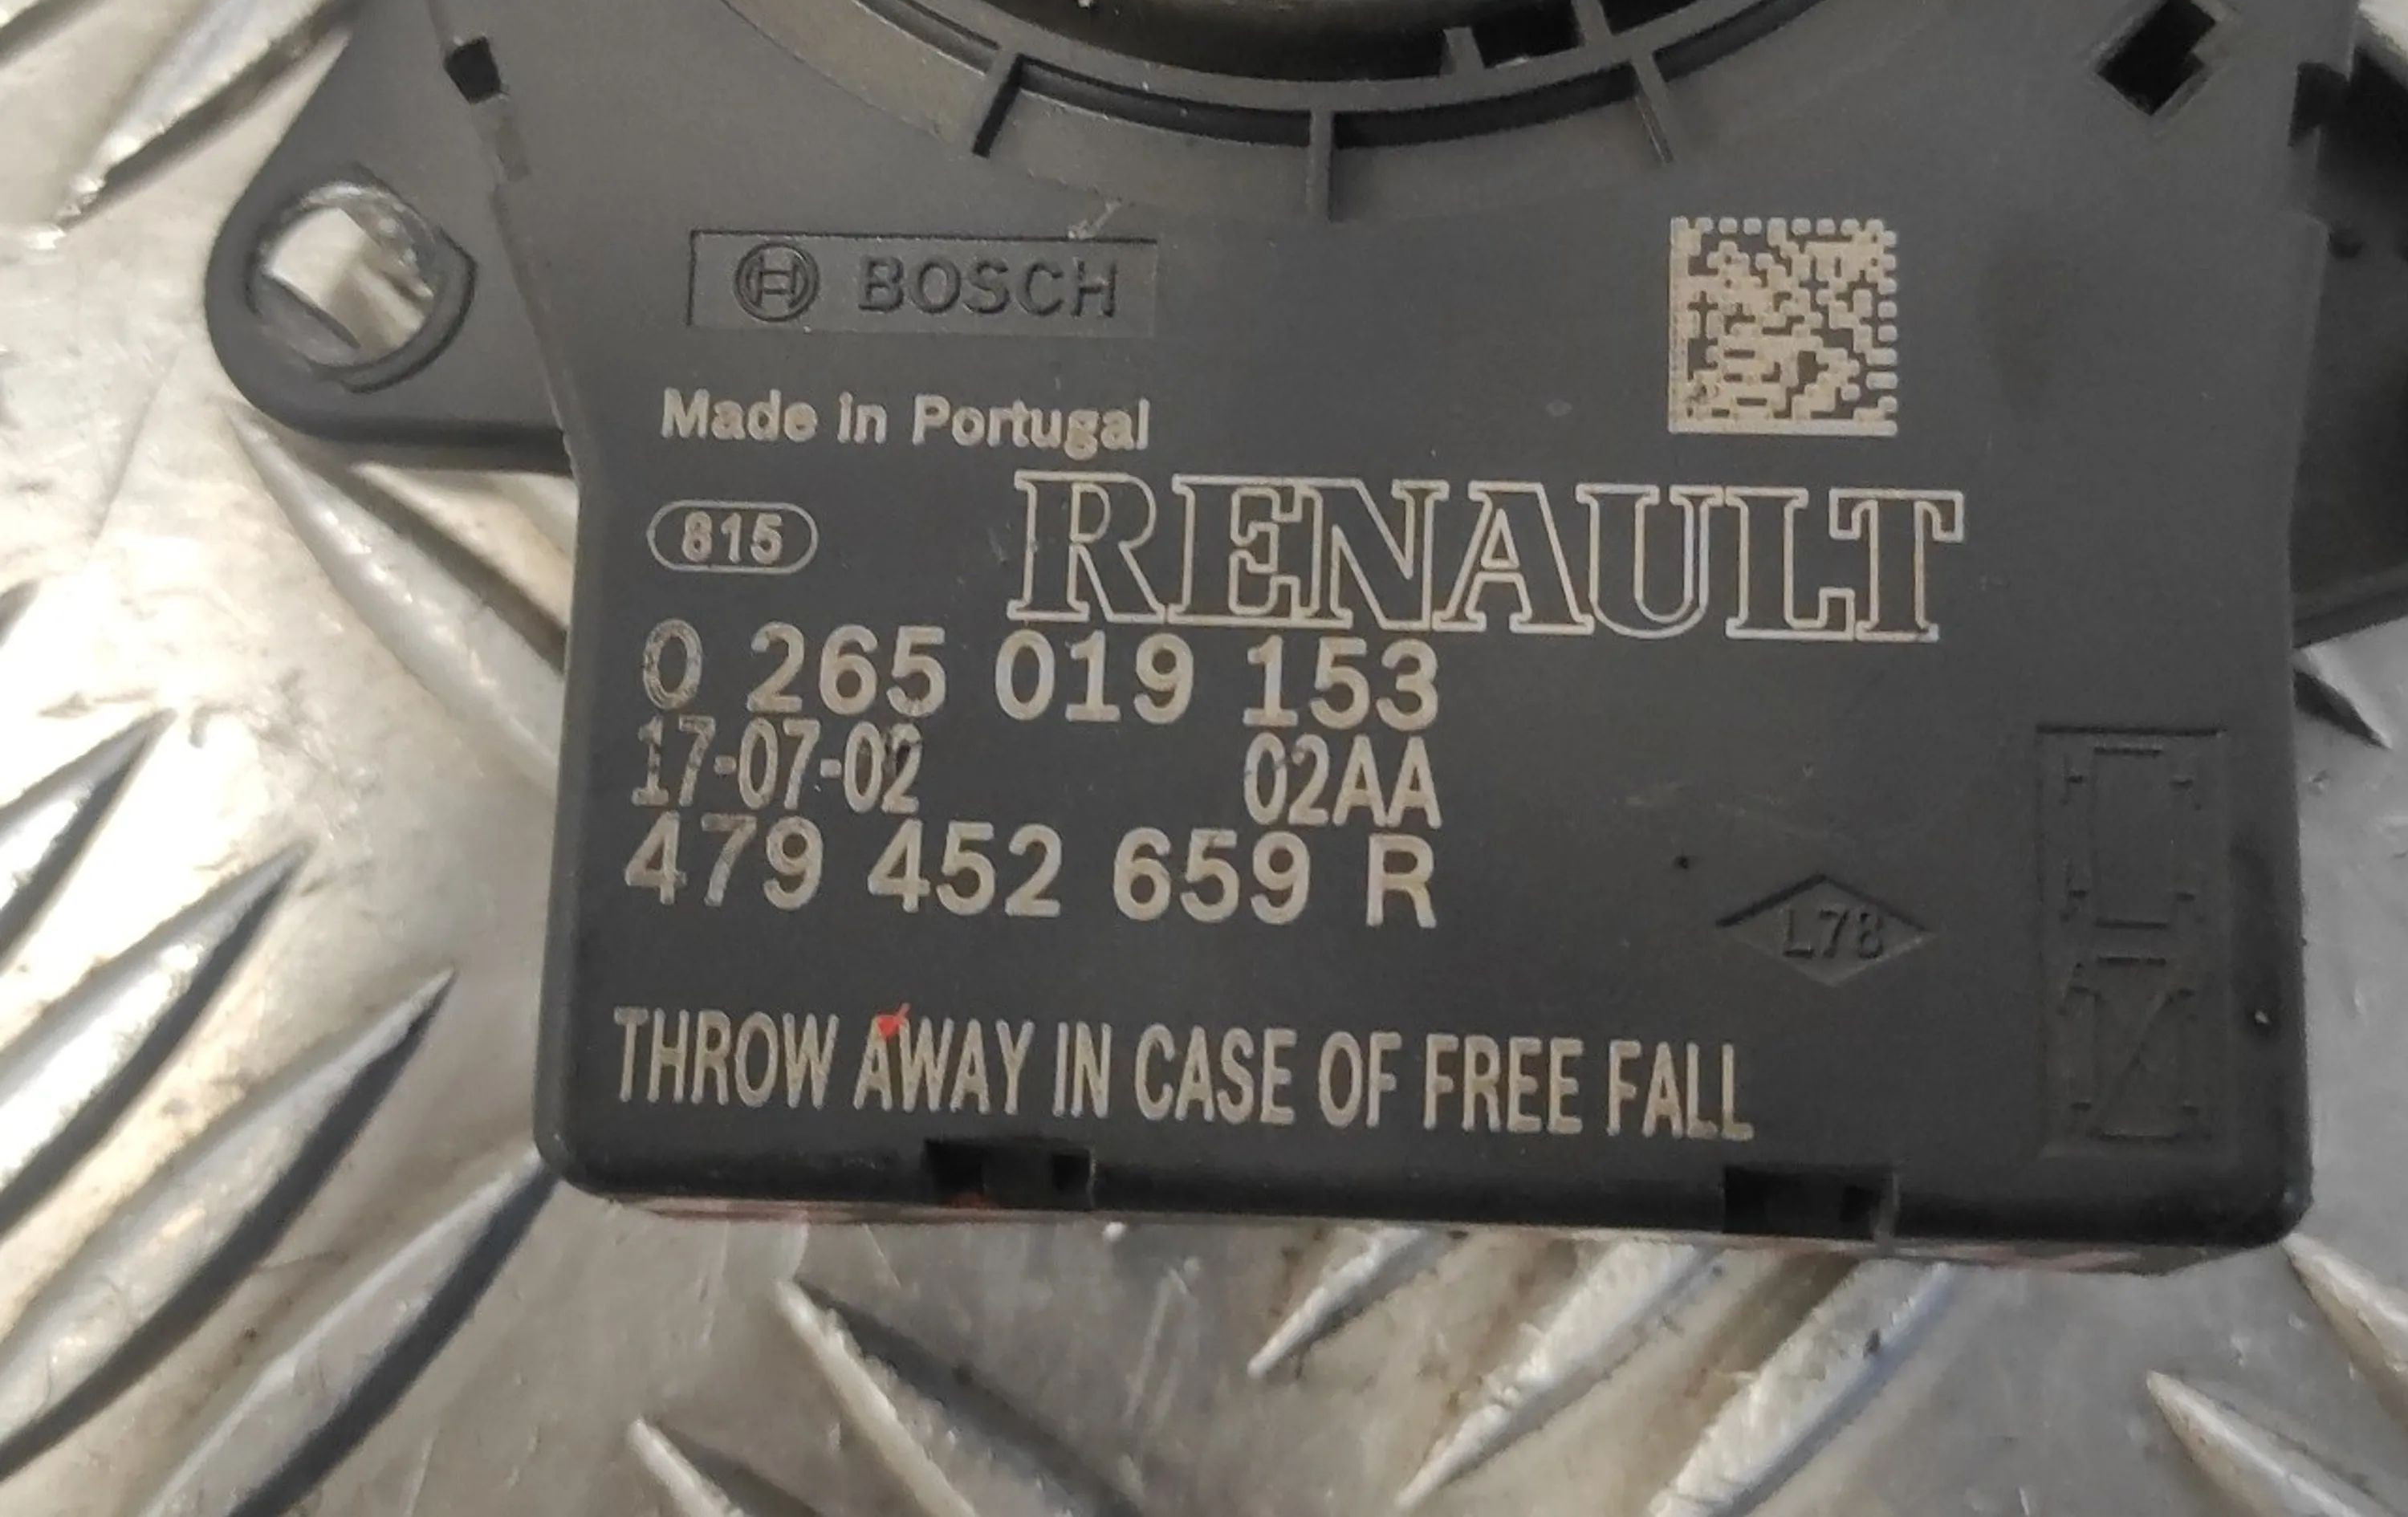 BOSCH
Made in Portugal
815
RENAULT
0 265 019 153
17-07-02 02AA
479 452 659 R
L78
THROW AWAY IN CASE OF FREE FALL